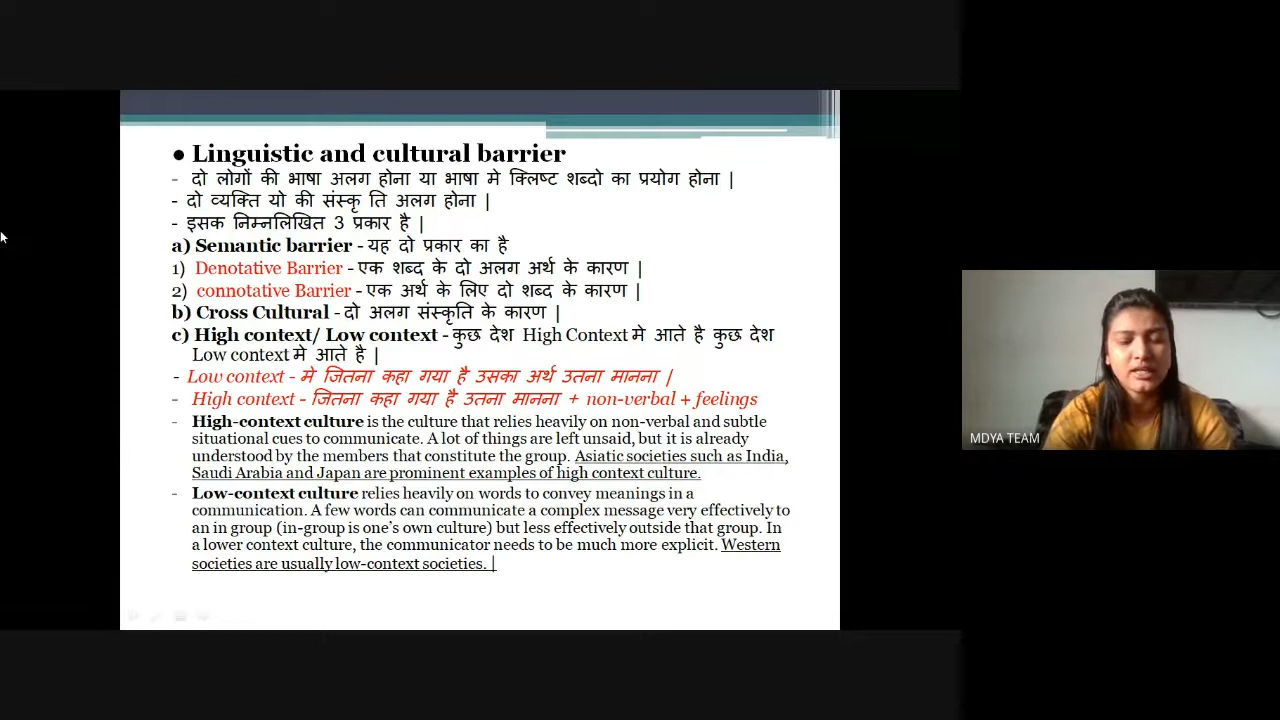 ● Linguistic and cultural barrier
- दो लोगों की भाषा अलग होना या भाषा मे क्लिष्ट शब्दो का प्रयोग होना |
- दो व्यक्ति यो की संस्कृ ति अलग होना |
- इसक निम्नलिखित 3 प्रकार है |
a) Semantic barrier - यह दो प्रकार का है
1) Denotative Barrier - एक शब्द के दो अलग अर्थ के कारण |
2) connotative Barrier - एक अर्थ के लिए दो शब्द के कारण |
b) Cross Cultural - दो अलग संस्कृति के कारण |
c) High context/ Low context - कुछ देश High Context मे आते है कुछ देश
Low context मे आते है |
- Low context - मे जितना कहा गया है उसका अर्थ उतना मानना |
- High context - जितना कहा गया है उतना मानना + non-verbal + feelings
- High-context culture is the culture that relies heavily on non-verbal and subtle
situational cues to communicate. A lot of things are left unsaid, but it is already
understood by the members that constitute the group. Asiatic societies such as India,
Saudi Arabia and Japan are prominent examples of high context culture.
- Low-context culture relies heavily on words to convey meanings in a
communication. A few words can communicate a complex message very effectively to
an in group (in-group is one's own culture) but less effectively outside that group. In
a lower context culture, the communicator needs to be much more explicit. Western
societies are usually low-context societies. |
MDYA TEAM